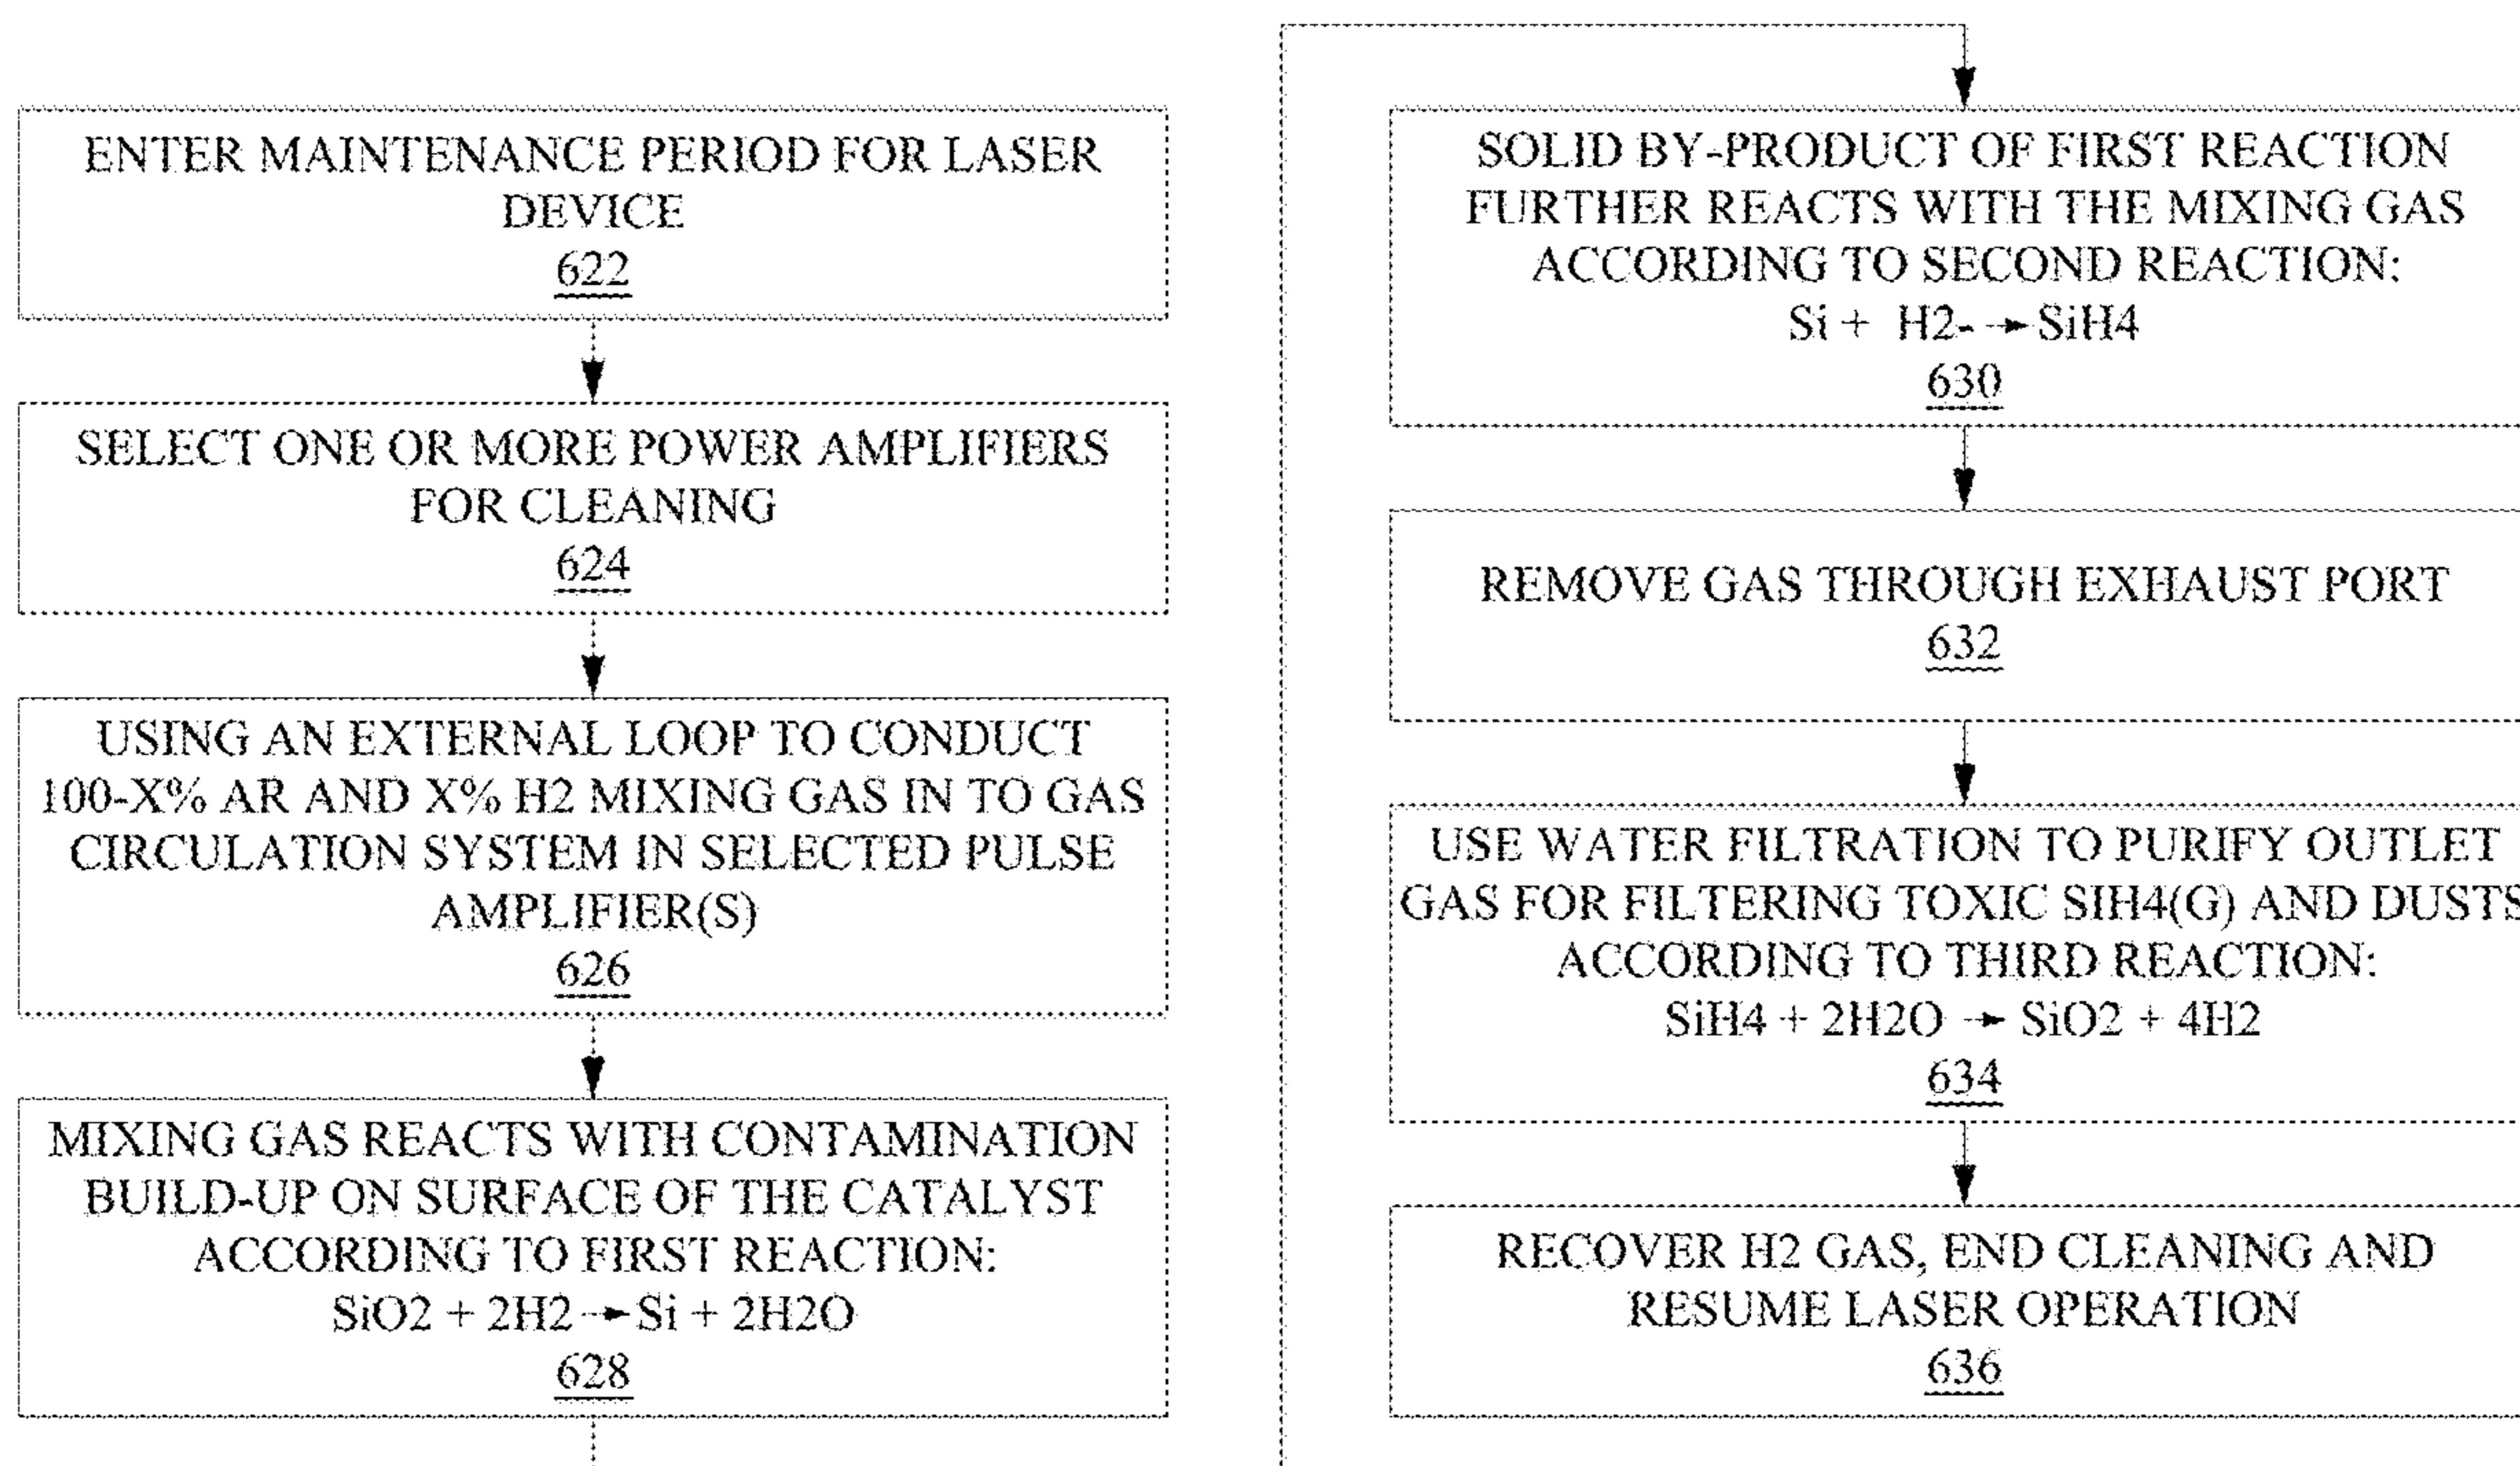 ENTER MAINTENANCE PERIOD FOR LASER
DEVICE
622
SELECT ONE OR MORE POWER AMPLIFIERS
FOR CLEANING
624
USING AN EXTERNAL LOOP TO CONDUCT
100-X% AR AND X% H2 MIXING GAS IN TO GAS
CIRCULATION SYSTEM IN SELECTED PULSE
AMPLIFIER(S)
626
MIXING GAS REACTS WITH CONTAMINATION
BUILD-UP ON SURFACE OF THE CATALYST
ACCORDING TO FIRST REACTION:
SiO2 + 2H2 → Si + 2H2O
628
SOLID BY-PRODUCT OF FIRST REACTION
FURTHER REACTS WITH THE MIXING GAS
ACCORDING TO SECOND REACTION:
Si + H2- → SiH4
630
REMOVE GAS THROUGH EXHAUST PORT
632
USE WATER FILTRATION TO PURIFY OUTLET
GAS FOR FILTERING TOXIC SIH4(G) AND DUSTS
ACCORDING TO THIRD REACTION:
SiH4 + 2H2O → SiO2 + 4H2
634
RECOVER H2 GAS, END CLEANING AND
RESUME LASER OPERATION
636